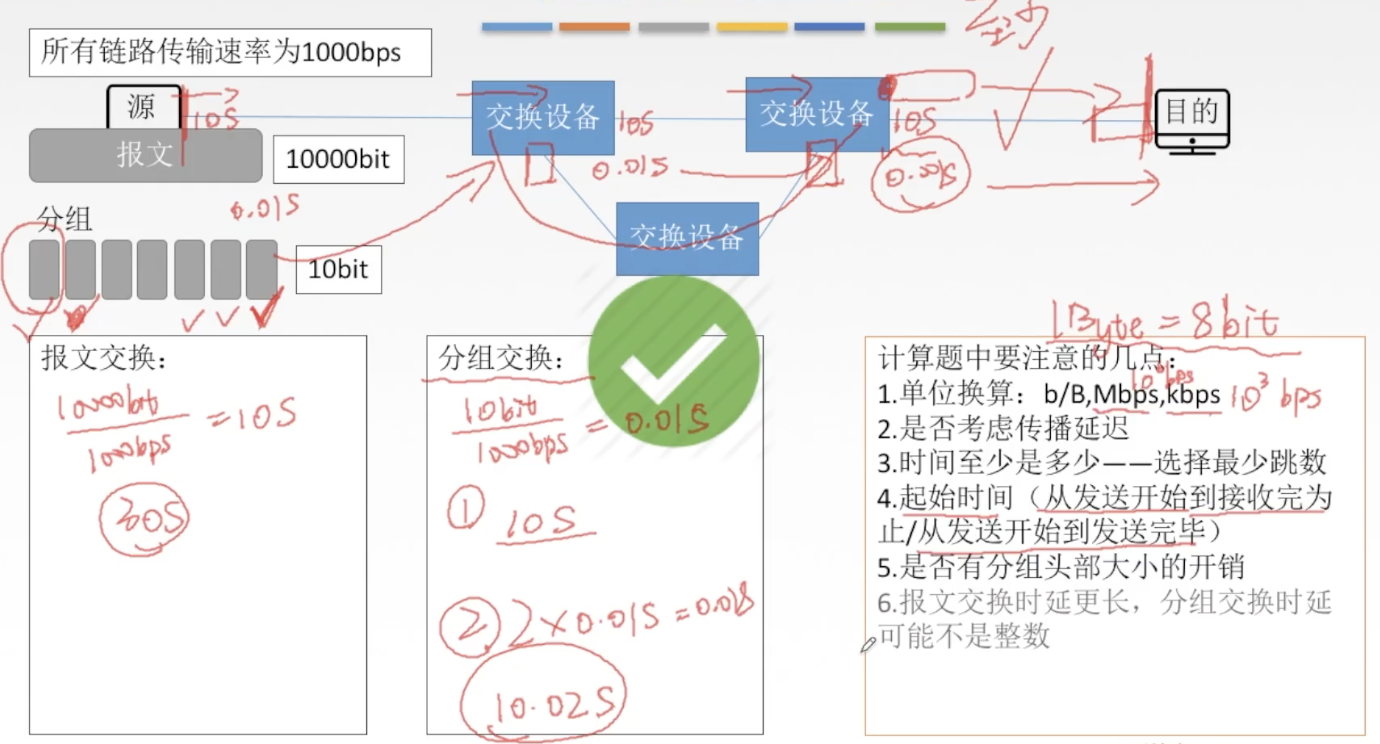 至少
所有链路传输速率为1000bps
源
10S
交换设备
10S
交换设备
10S
目的
报文
10000bit
0.01S
0.01S
0.01S
分组
交换设备
10bit
1Byte = 8bit
报文交换：
10000bit
1000bps
=10S
30S
分组交换：
10bit
1000bps
= 0.01S
① 10S
② 2×0.01S=0.02S
10.02S
计算题中要注意的几点：
10⁶bps
1.单位换算：b/B,Mbps,kbps 10³ bps
2.是否考虑传播延迟
3.时间至少是多少——选择最少跳数
4.起始时间（从发送开始到接收完为
止/从发送开始到发送完毕）
5.是否有分组头部大小的开销
6.报文交换时延更长，分组交换时延
可能不是整数